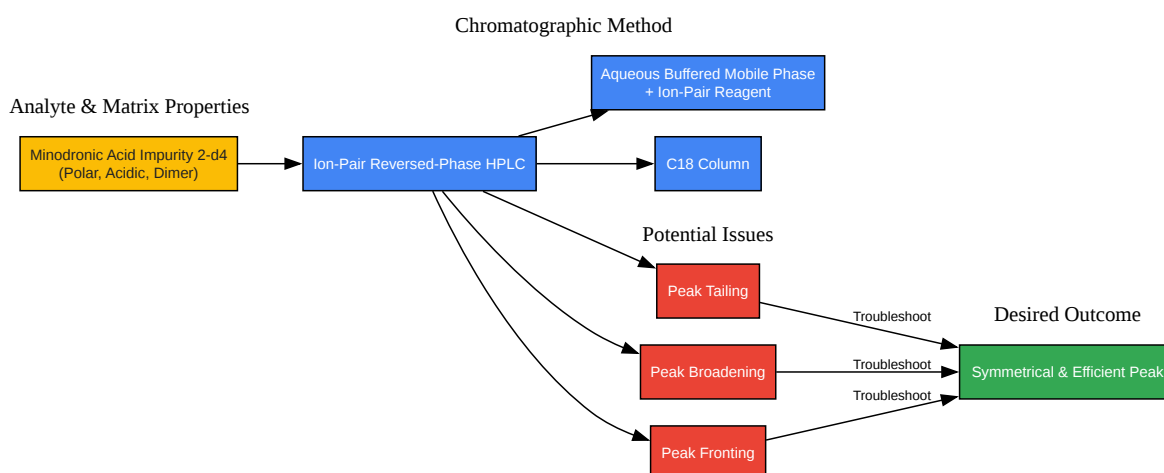 Chromatographic Method
Aqueous Buffered Mobile Phase
+ Ion-Pair Reagent
Analyte & Matrix Properties
Minodronic Acid Impurity 2-d4
(Polar, Acidic, Dimer)
Ion-Pair Reversed-Phase HPLC
C18 Column
Potential Issues
Peak Tailing
Troubleshoot
Desired Outcome
Peak Broadening
Troubleshoot
Symmetrical & Efficient Peak
Troubleshoot
Peak Fronting